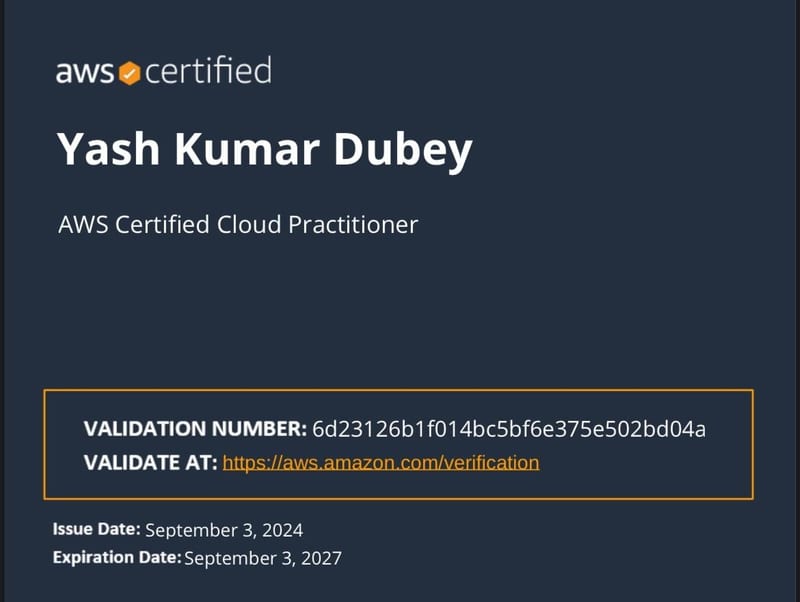 aws certified
Yash Kumar Dubey
AWS Certified Cloud Practitioner
VALIDATION NUMBER: 6d23126b1f014bc5bf6e375e502bd04a
VALIDATE AT: https://aws.amazon.com/verification
Issue Date: September 3, 2024
Expiration Date: September 3, 2027